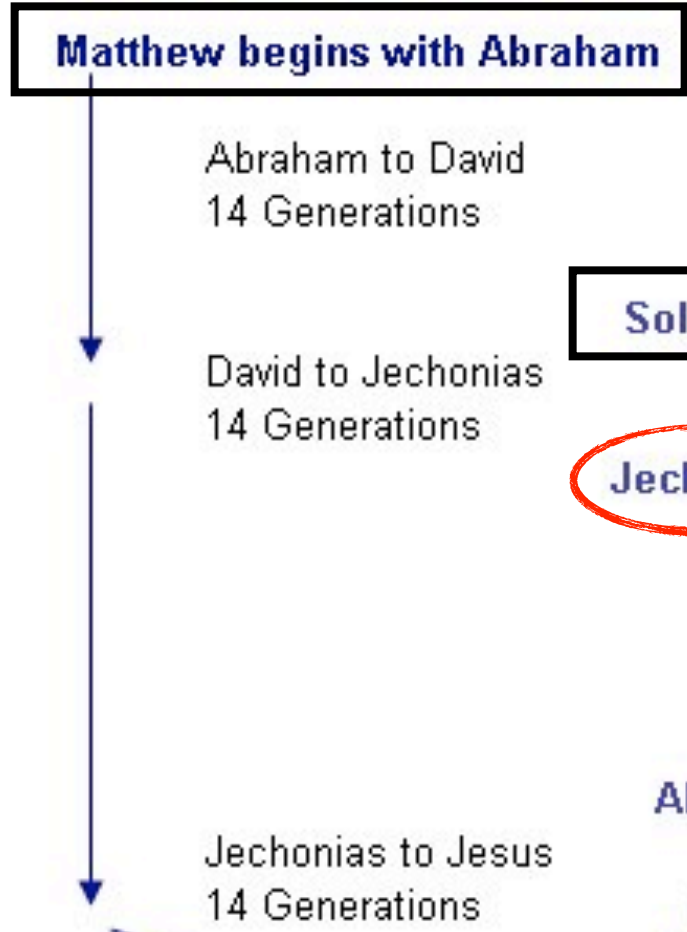 Matthew begins with Abraham
Abraham to David
14 Generations
Sol
David to Jechonias
14 Generations
Jech
Jechonias to Jesus
14 Generations